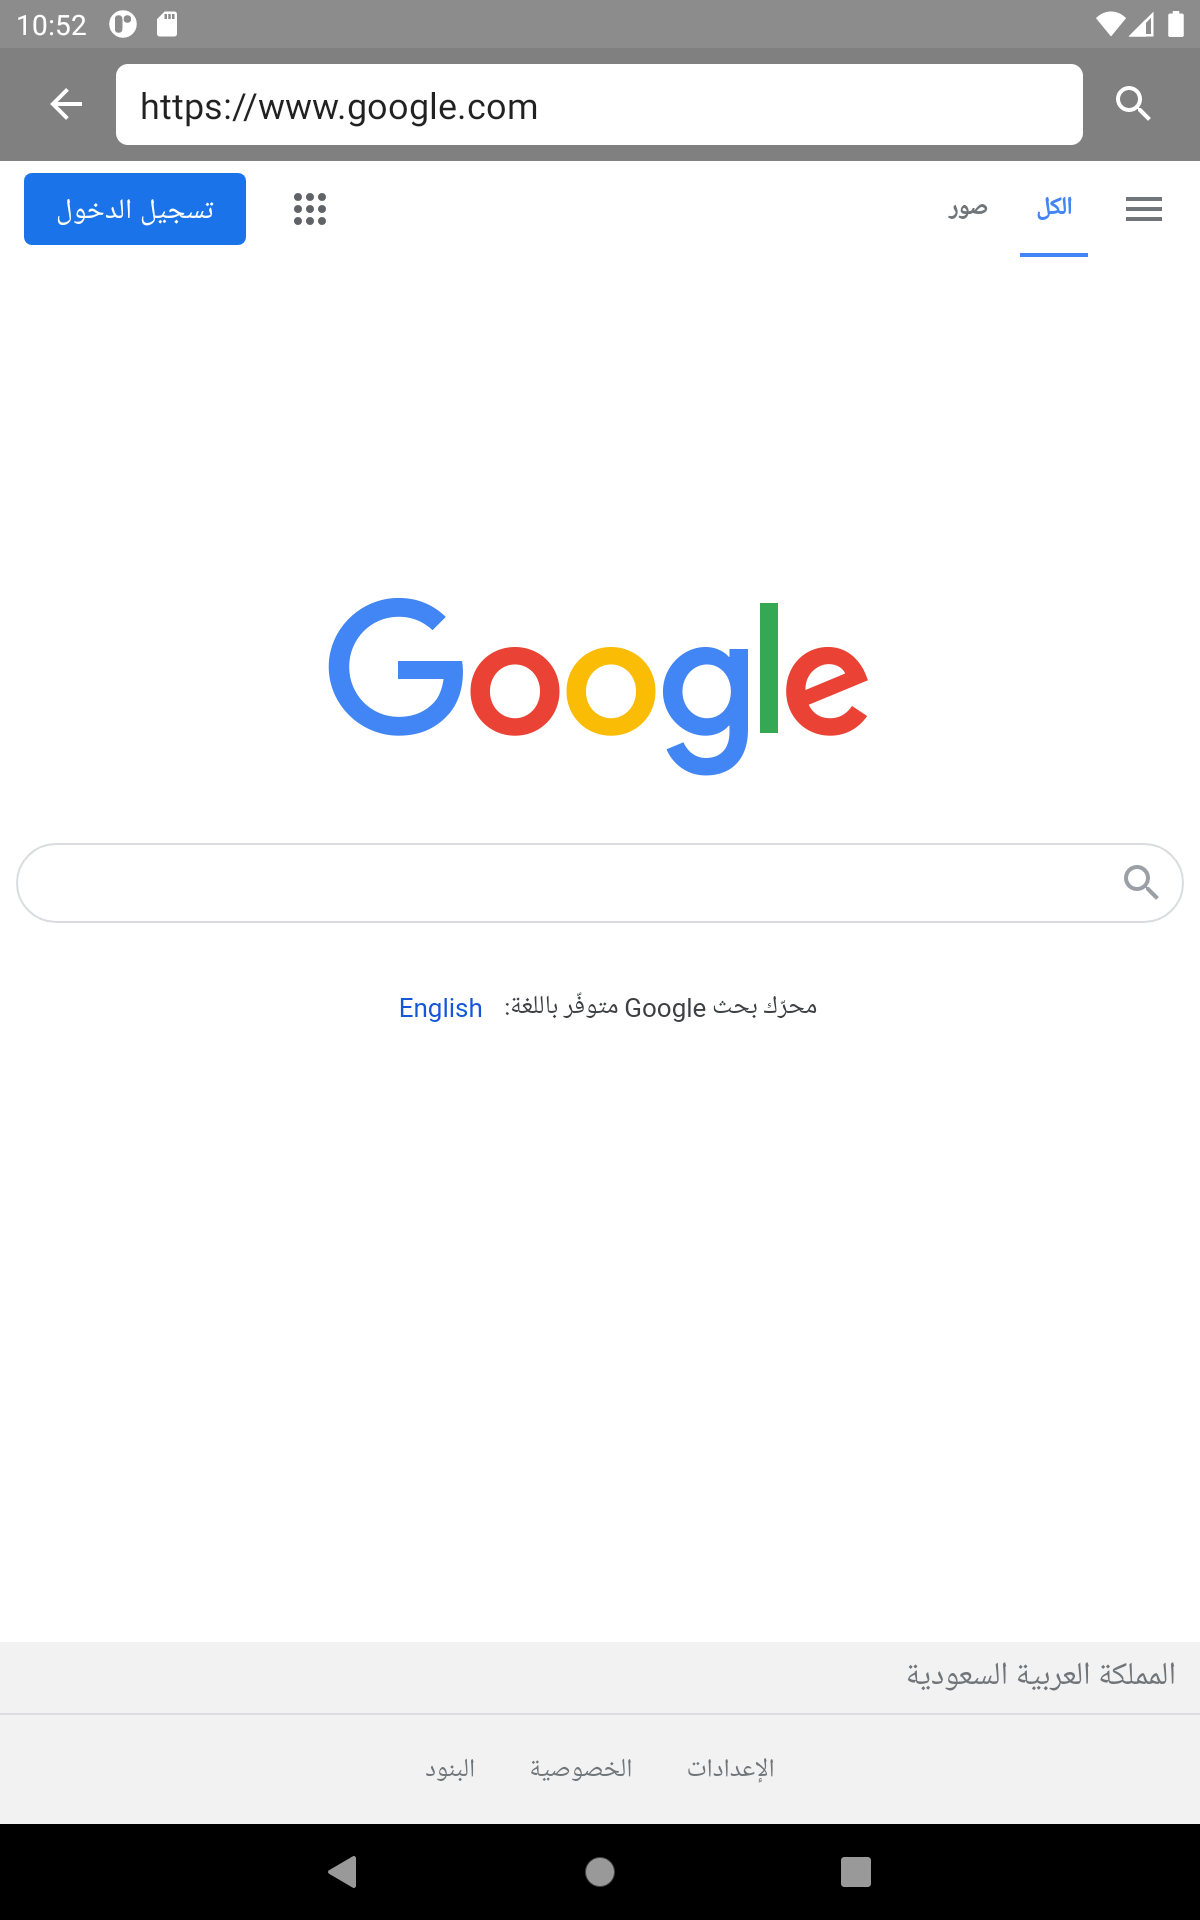 10:52
https://www.google.com
الكل
صور
تسجيل الدخول
Google
محرّك بحث Google متوفّر باللغة: English
المملكة العربية السعودية
الإعدادات
الخصوصية
البنود